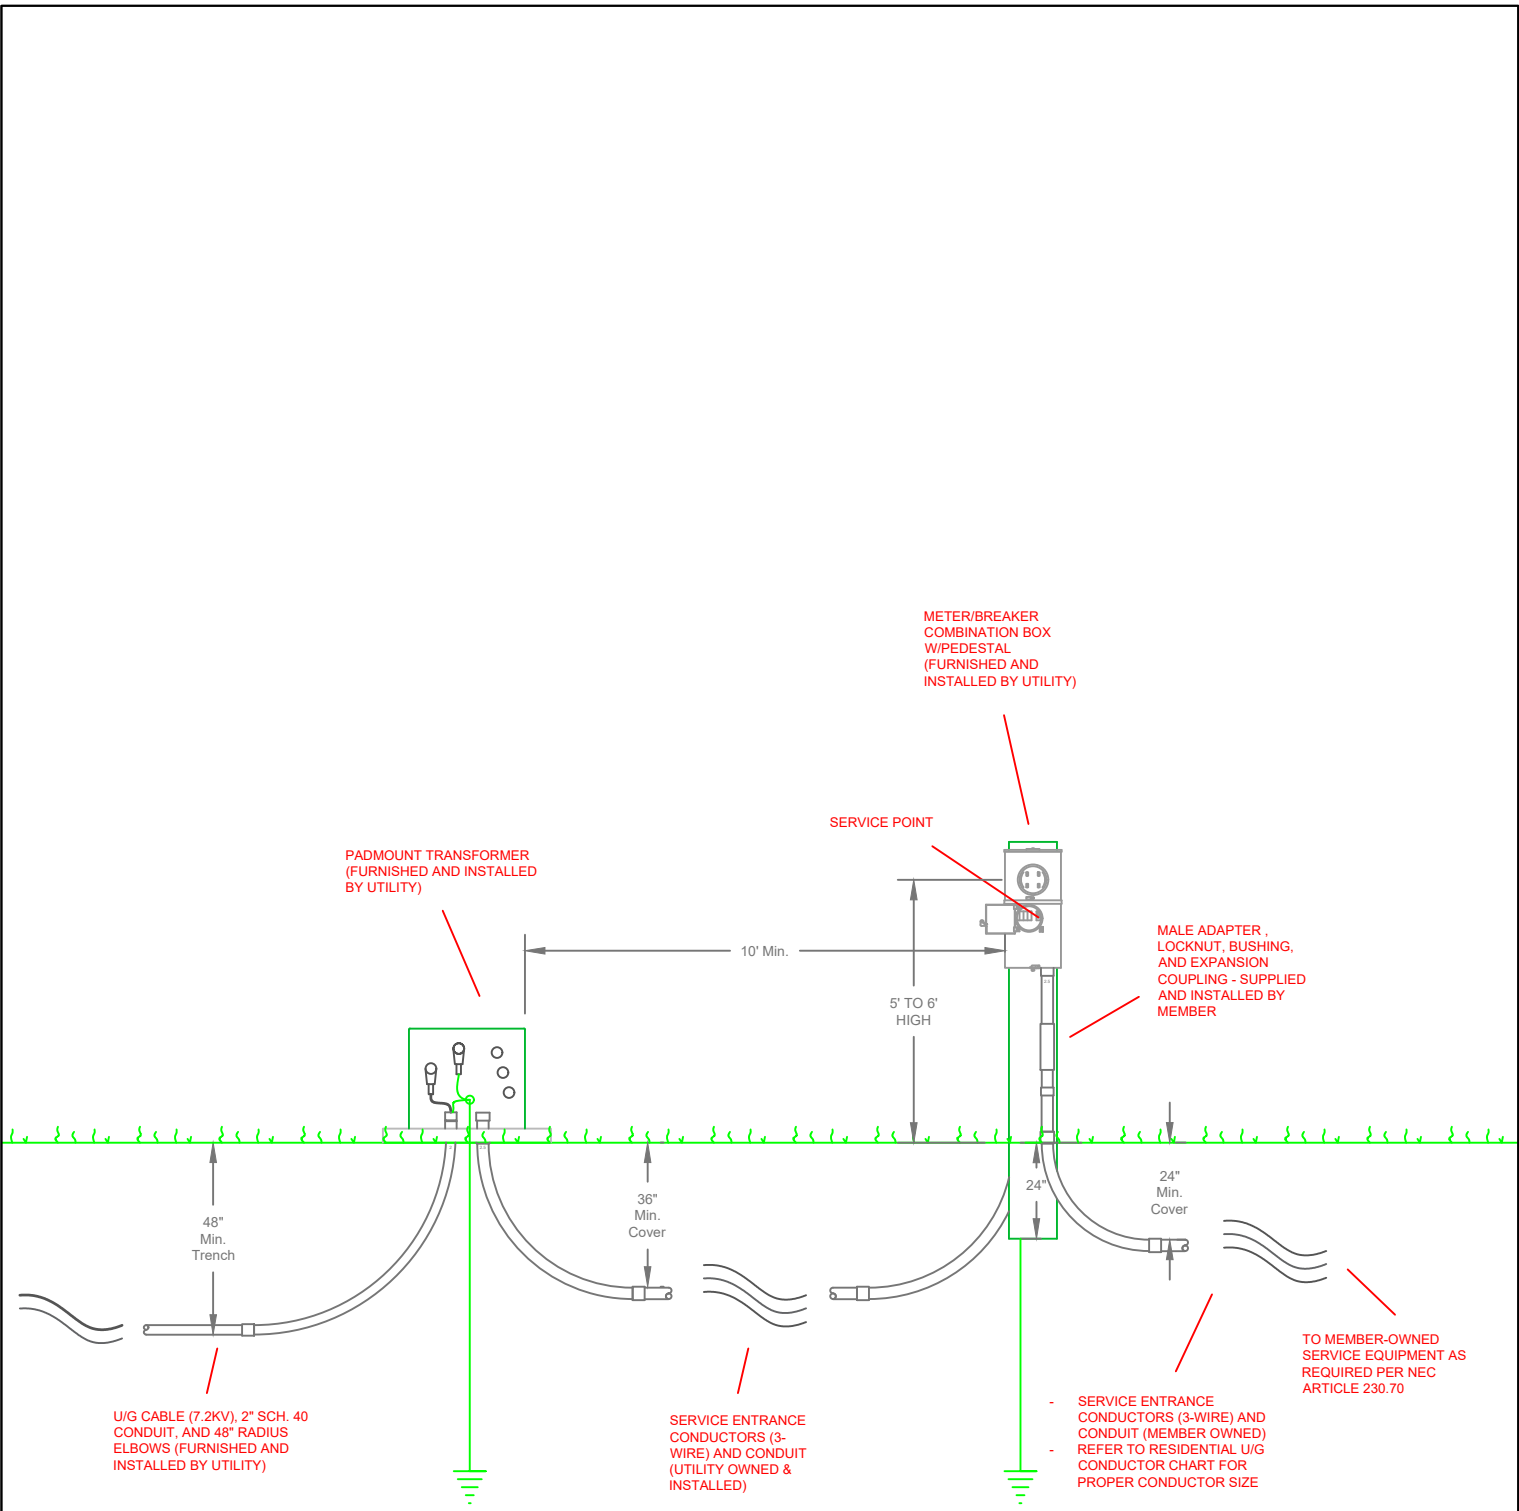 METER/BREAKER
COMBINATION BOX
W/PEDESTAL
(FURNISHED AND
INSTALLED BY UTILITY)
SERVICE POINT
PADMOUNT TRANSFORMER
(FURNISHED AND INSTALLED
BY UTILITY)
10' Min.
5' TO 6'
HIGH
MALE ADAPTER ,
LOCKNUT, BUSHING,
AND EXPANSION
COUPLING - SUPPLIED
AND INSTALLED BY
MEMBER
48"
Min.
Trench
36"
Min.
Cover
24"
24"
Min.
Cover
U/G CABLE (7.2KV), 2" SCH. 40
CONDUIT, AND 48" RADIUS
ELBOWS (FURNISHED AND
INSTALLED BY UTILITY)
SERVICE ENTRANCE
CONDUCTORS (3-
WIRE) AND CONDUIT
(UTILITY OWNED &
INSTALLED)
- SERVICE ENTRANCE
CONDUCTORS (3-WIRE) AND
CONDUIT (MEMBER OWNED)
- REFER TO RESIDENTIAL U/G
CONDUCTOR CHART FOR
PROPER CONDUCTOR SIZE
TO MEMBER-OWNED
SERVICE EQUIPMENT AS
REQUIRED PER NEC
ARTICLE 230.70